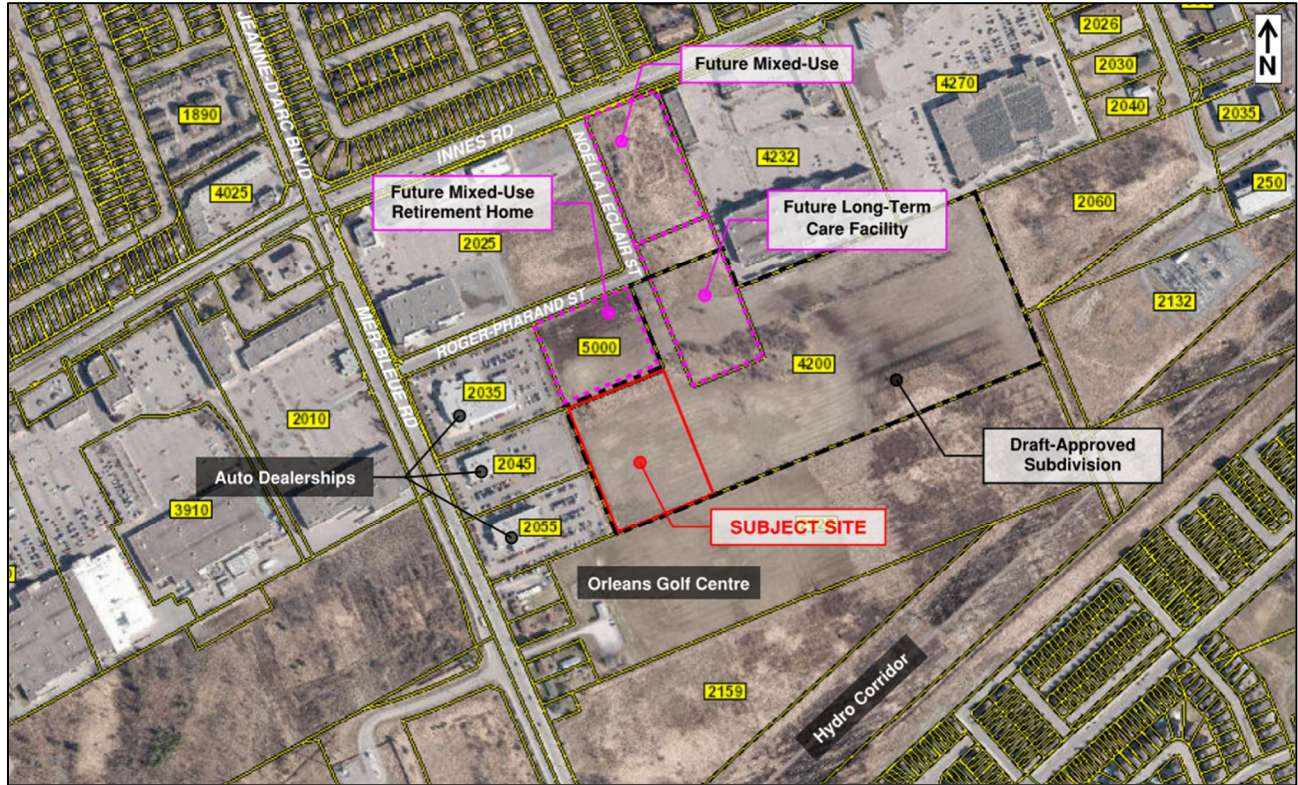 JEANNE-D'ARC BLVD
1890
4025
INNES RD
Future Mixed-Use
2026
2030
2040
4270
2035
N
250
4232
Future Mixed-Use
Retirement Home
2025
NOELLA LECLAIR ST
Future Long-Term
Care Facility
2060
2132
ROGER-PHARAND ST
5000
4200
MER-BLEUE RD
2035
2010
Auto Dealerships
2045
2055
3910
Draft-Approved
Subdivision
SUBJECT SITE
Orleans Golf Centre
2159
Hydro Corridor